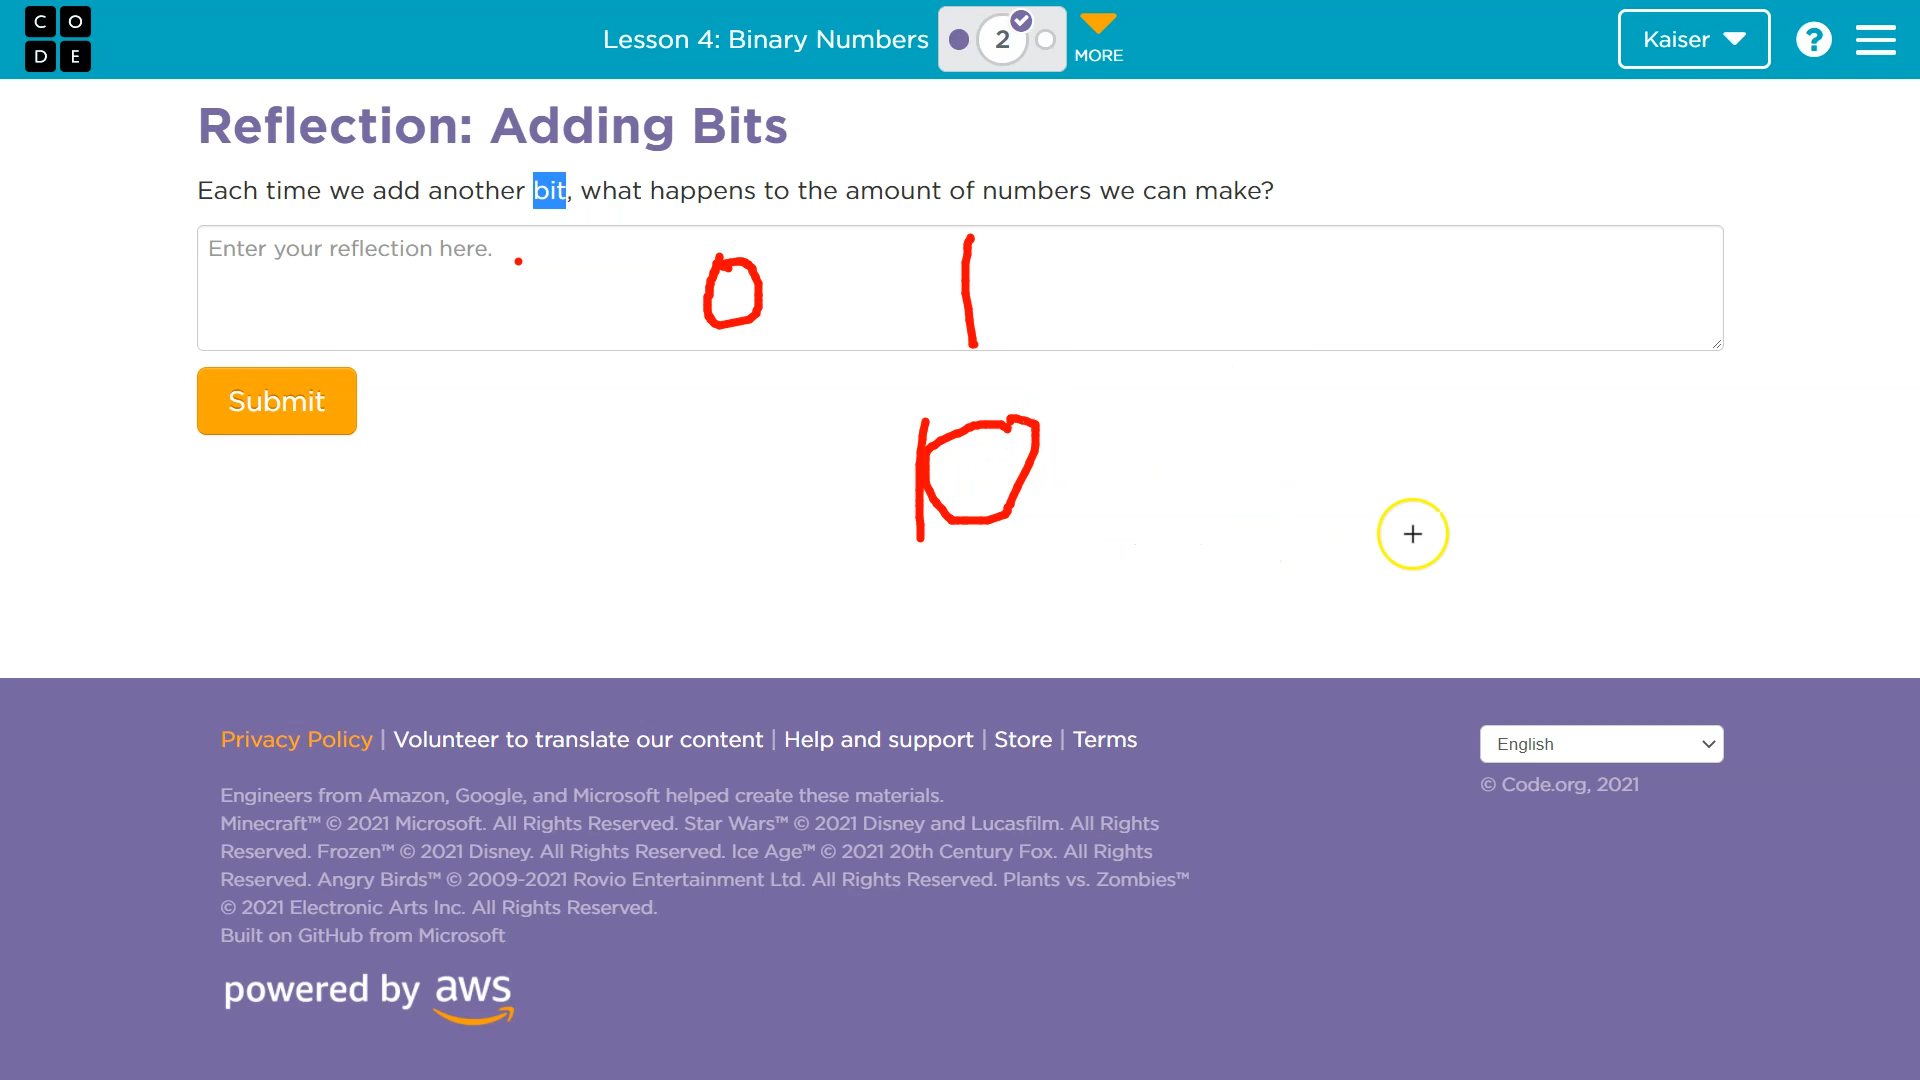 CODE
Lesson 4: Binary Numbers
2
MORE
Kaiser
?
Reflection: Adding Bits
Each time we add another bit, what happens to the amount of numbers we can make?
Enter your reflection here.
0 1
Submit
10
Privacy Policy | Volunteer to translate our content | Help and support | Store | Terms
English
© Code.org, 2021
Engineers from Amazon, Google, and Microsoft helped create these materials.
Minecraft™ © 2021 Microsoft. All Rights Reserved. Star Wars™ © 2021 Disney and Lucasfilm. All Rights
Reserved. Frozen™ © 2021 Disney. All Rights Reserved. Ice Age™ © 2021 20th Century Fox. All Rights
Reserved. Angry Birds™ © 2009-2021 Rovio Entertainment Ltd. All Rights Reserved. Plants vs. Zombies™
© 2021 Electronic Arts Inc. All Rights Reserved.
Built on GitHub from Microsoft
powered by aws